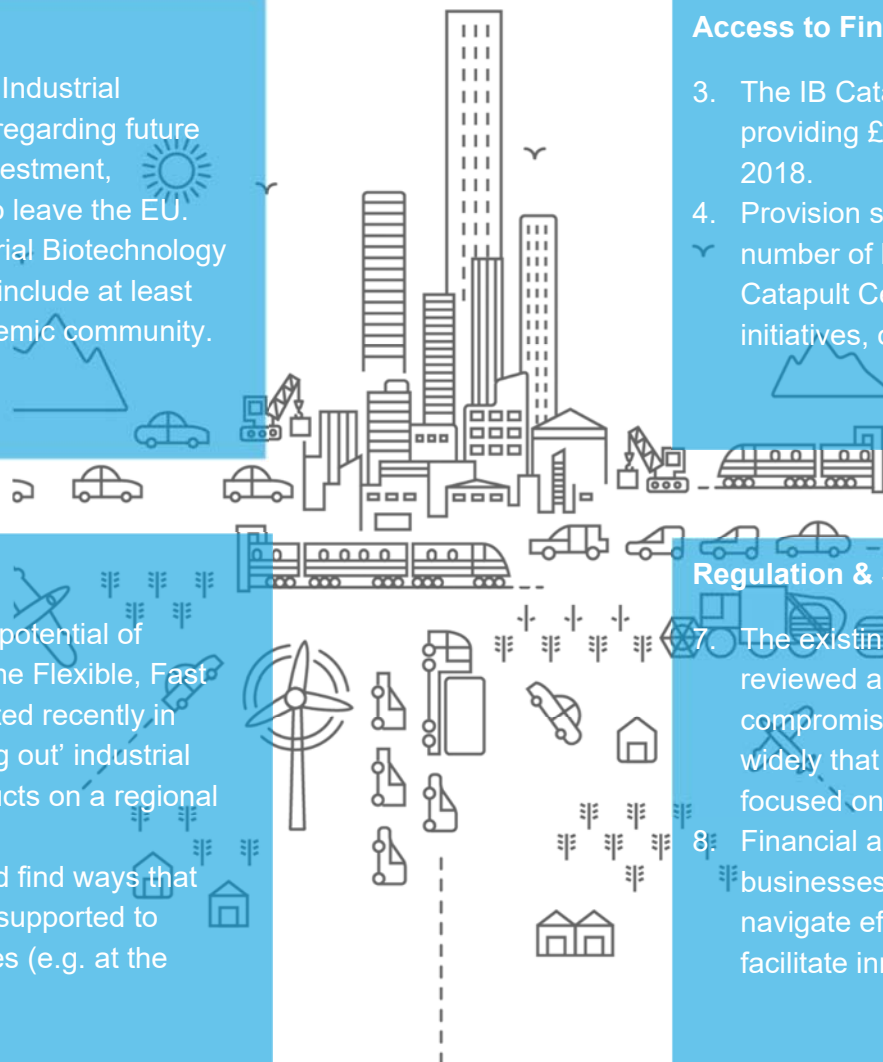 Industrial
regarding future
estment,
o leave the EU.
rial Biotechnology
include at least
emic community.
Access to Fin
3. The IB Cata
providing £
2018.
4. Provision s
number of
Catapult Ce
initiatives,
potential of
he Flexible, Fast
ted recently in
g out’ industrial
ucts on a regional
d find ways that
supported to
es (e.g. at the
Regulation &
7. The existin
reviewed a
compromis
widely that
focused on
8. Financial a
businesses
navigate ef
facilitate inn